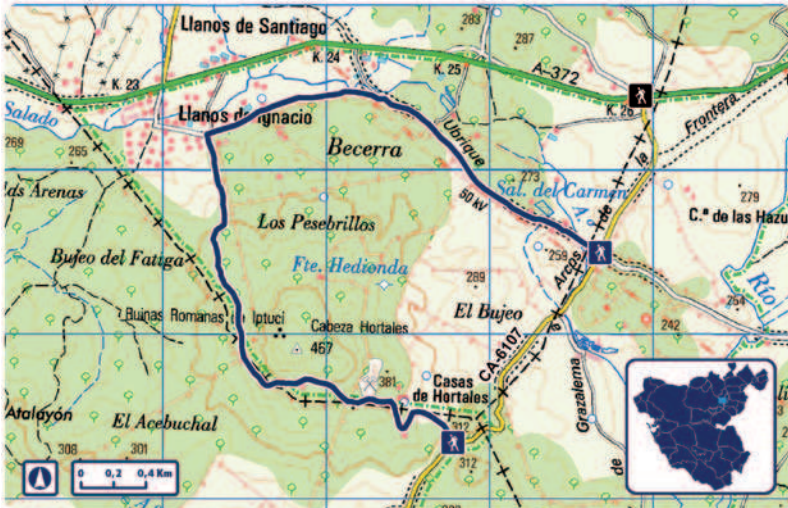 Llanos de Santiago
283
287
K. 24
K. 25
A-372
K. 23
K. 26
Salado
Llanos de Ignacio
Frontera
la
Ubrique
Becerra
269
265
273
las Arenas
Sal. del Carmen
50 kV
A.
de
279
C.ª de las Hazu
Los Pesebrillos
Bujeo del Fatiga
259
Arcos
Fte. Hedionda
Río
289
254
Ruinas Romanas de Iptuci
El Bujeo
Cabeza Hortales
467
242
CA-6107
381
Casas
de Hortales
Grazalema
Atalayón
El Acebuchal
312
308
301
312
de
0 0,2 0,4 Km